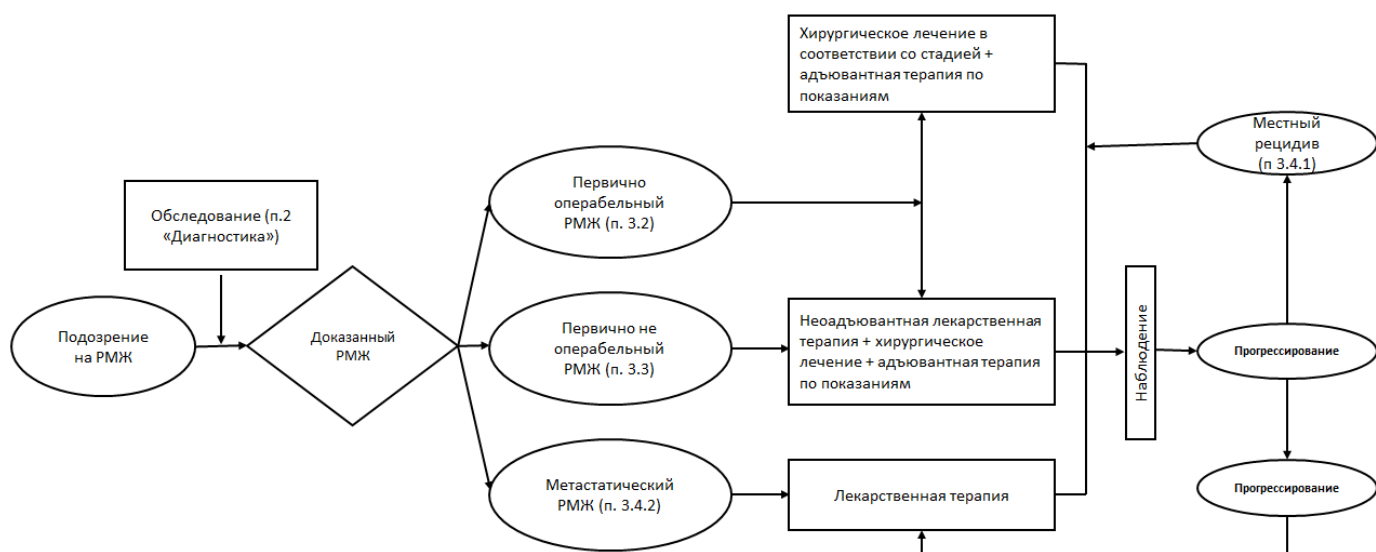 Хирургическое лечение в
соответствии со стадией +
адъювантная терапия по
показаниям
Местный
рецидив
(п 3.4.1)
Обследование (п.2
«Диагностика»)
Первично
операбельный
РМЖ (п. 3.2)
Подозрение
на РМЖ
Доказанный
РМЖ
Первично не
операбельный
РМЖ (п. 3.3)
Неоадъювантная лекарственная
терапия + хирургическое
лечение + адъювантная терапия
по показаниям
Наблюдение
Прогрессирование
Метастатический
РМЖ (п. 3.4.2)
Лекарственная терапия
Прогрессирование